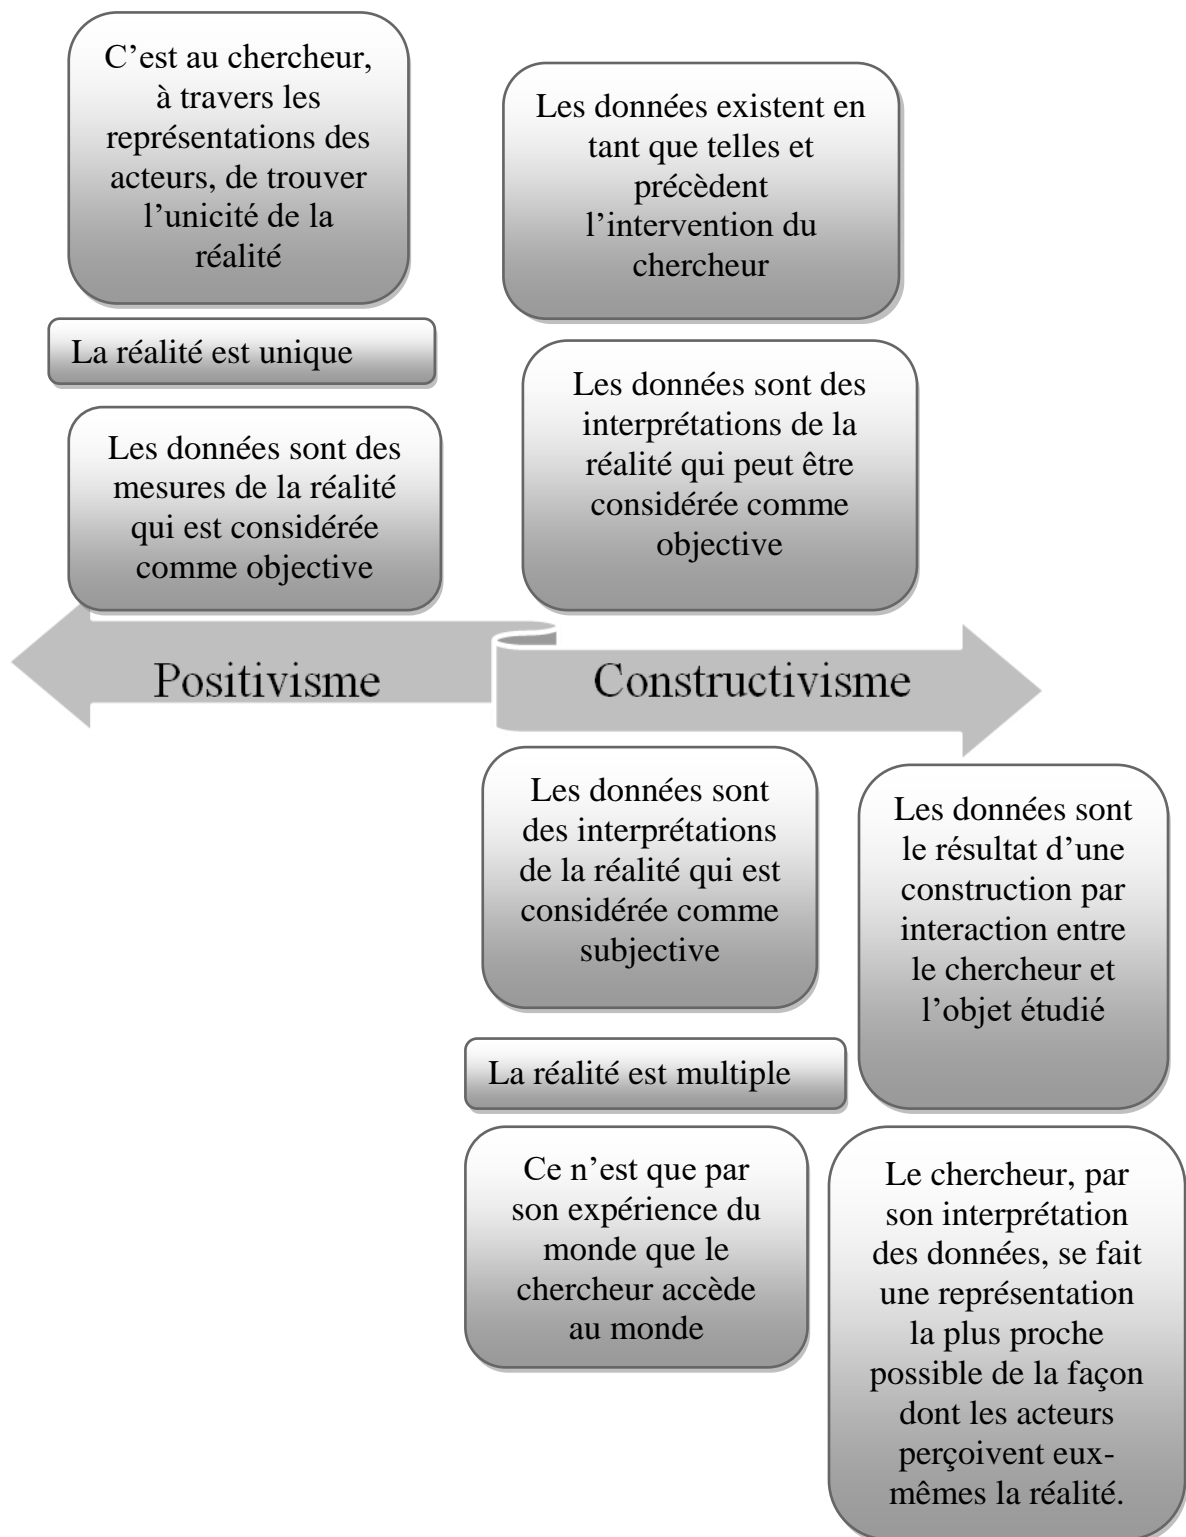 C’est au chercheur,
à travers les
représentations des
acteurs, de trouver
l’unicité de la
réalité
Les données existent en
tant que telles et
précèdent
l’intervention du
chercheur
La réalité est unique
Les données sont des
interprétations de la
réalité qui peut être
considérée comme
objective
Les données sont des
mesures de la réalité
qui est considérée
comme objective
Positivisme
Constructivisme
Les données sont
des interprétations
de la réalité qui est
considérée comme
subjective
Les données sont
le résultat d’une
construction par
interaction entre
le chercheur et
l’objet étudié
La réalité est multiple
Ce n’est que par
son expérience du
monde que le
chercheur accède
au monde
Le chercheur, par
son interprétation
des données, se fait
une représentation
la plus proche
possible de la façon
dont les acteurs
perçoivent eux-
mêmes la réalité.